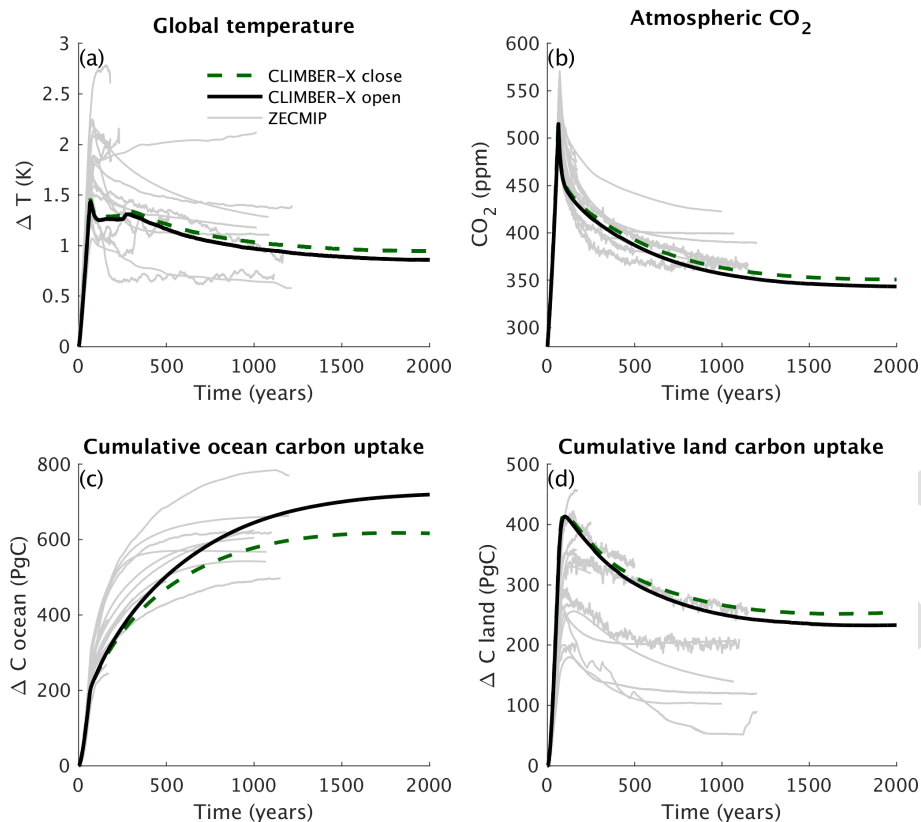 Global temperature
(a)
CLIMBER-X close
CLIMBER-X open
ZECMIP
Δ T (K)
3
2.5
2
1.5
1
0.5
0
0 500 1000 1500 2000
Time (years)
Atmospheric CO2
(b)
CO2 (ppm)
600
550
500
450
400
350
300
0 500 1000 1500 2000
Time (years)
Cumulative ocean carbon uptake
(c)
Δ C ocean (PgC)
800
600
400
200
0
0 500 1000 1500 2000
Time (years)
Cumulative land carbon uptake
(d)
Δ C land (PgC)
500
400
300
200
100
0
0 500 1000 1500 2000
Time (years)